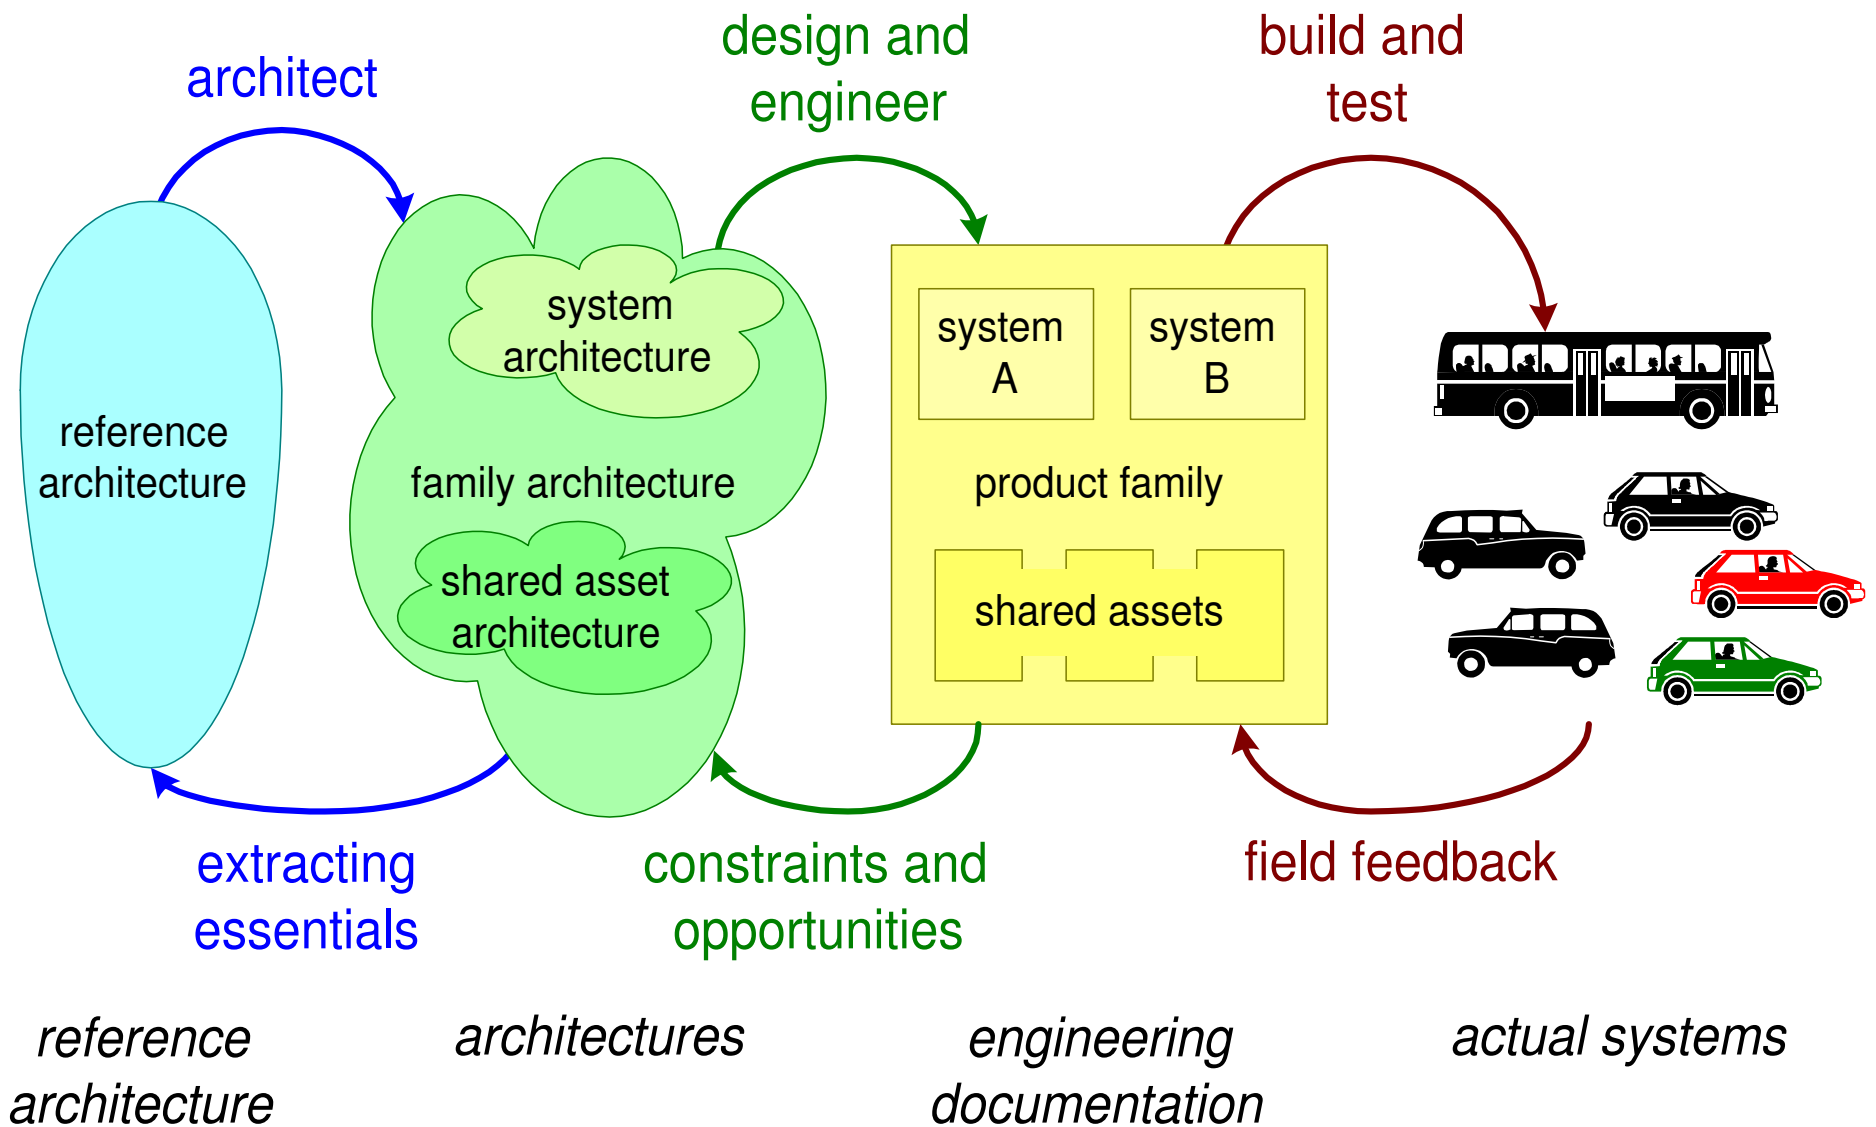 architect
design and
engineer
build and
test
reference
architecture
system
architecture
family architecture
shared asset
architecture
system
A
system
B
product family
shared assets
extracting
essentials
constraints and
opportunities
field feedback
reference
architecture
architectures
engineering
documentation
actual systems